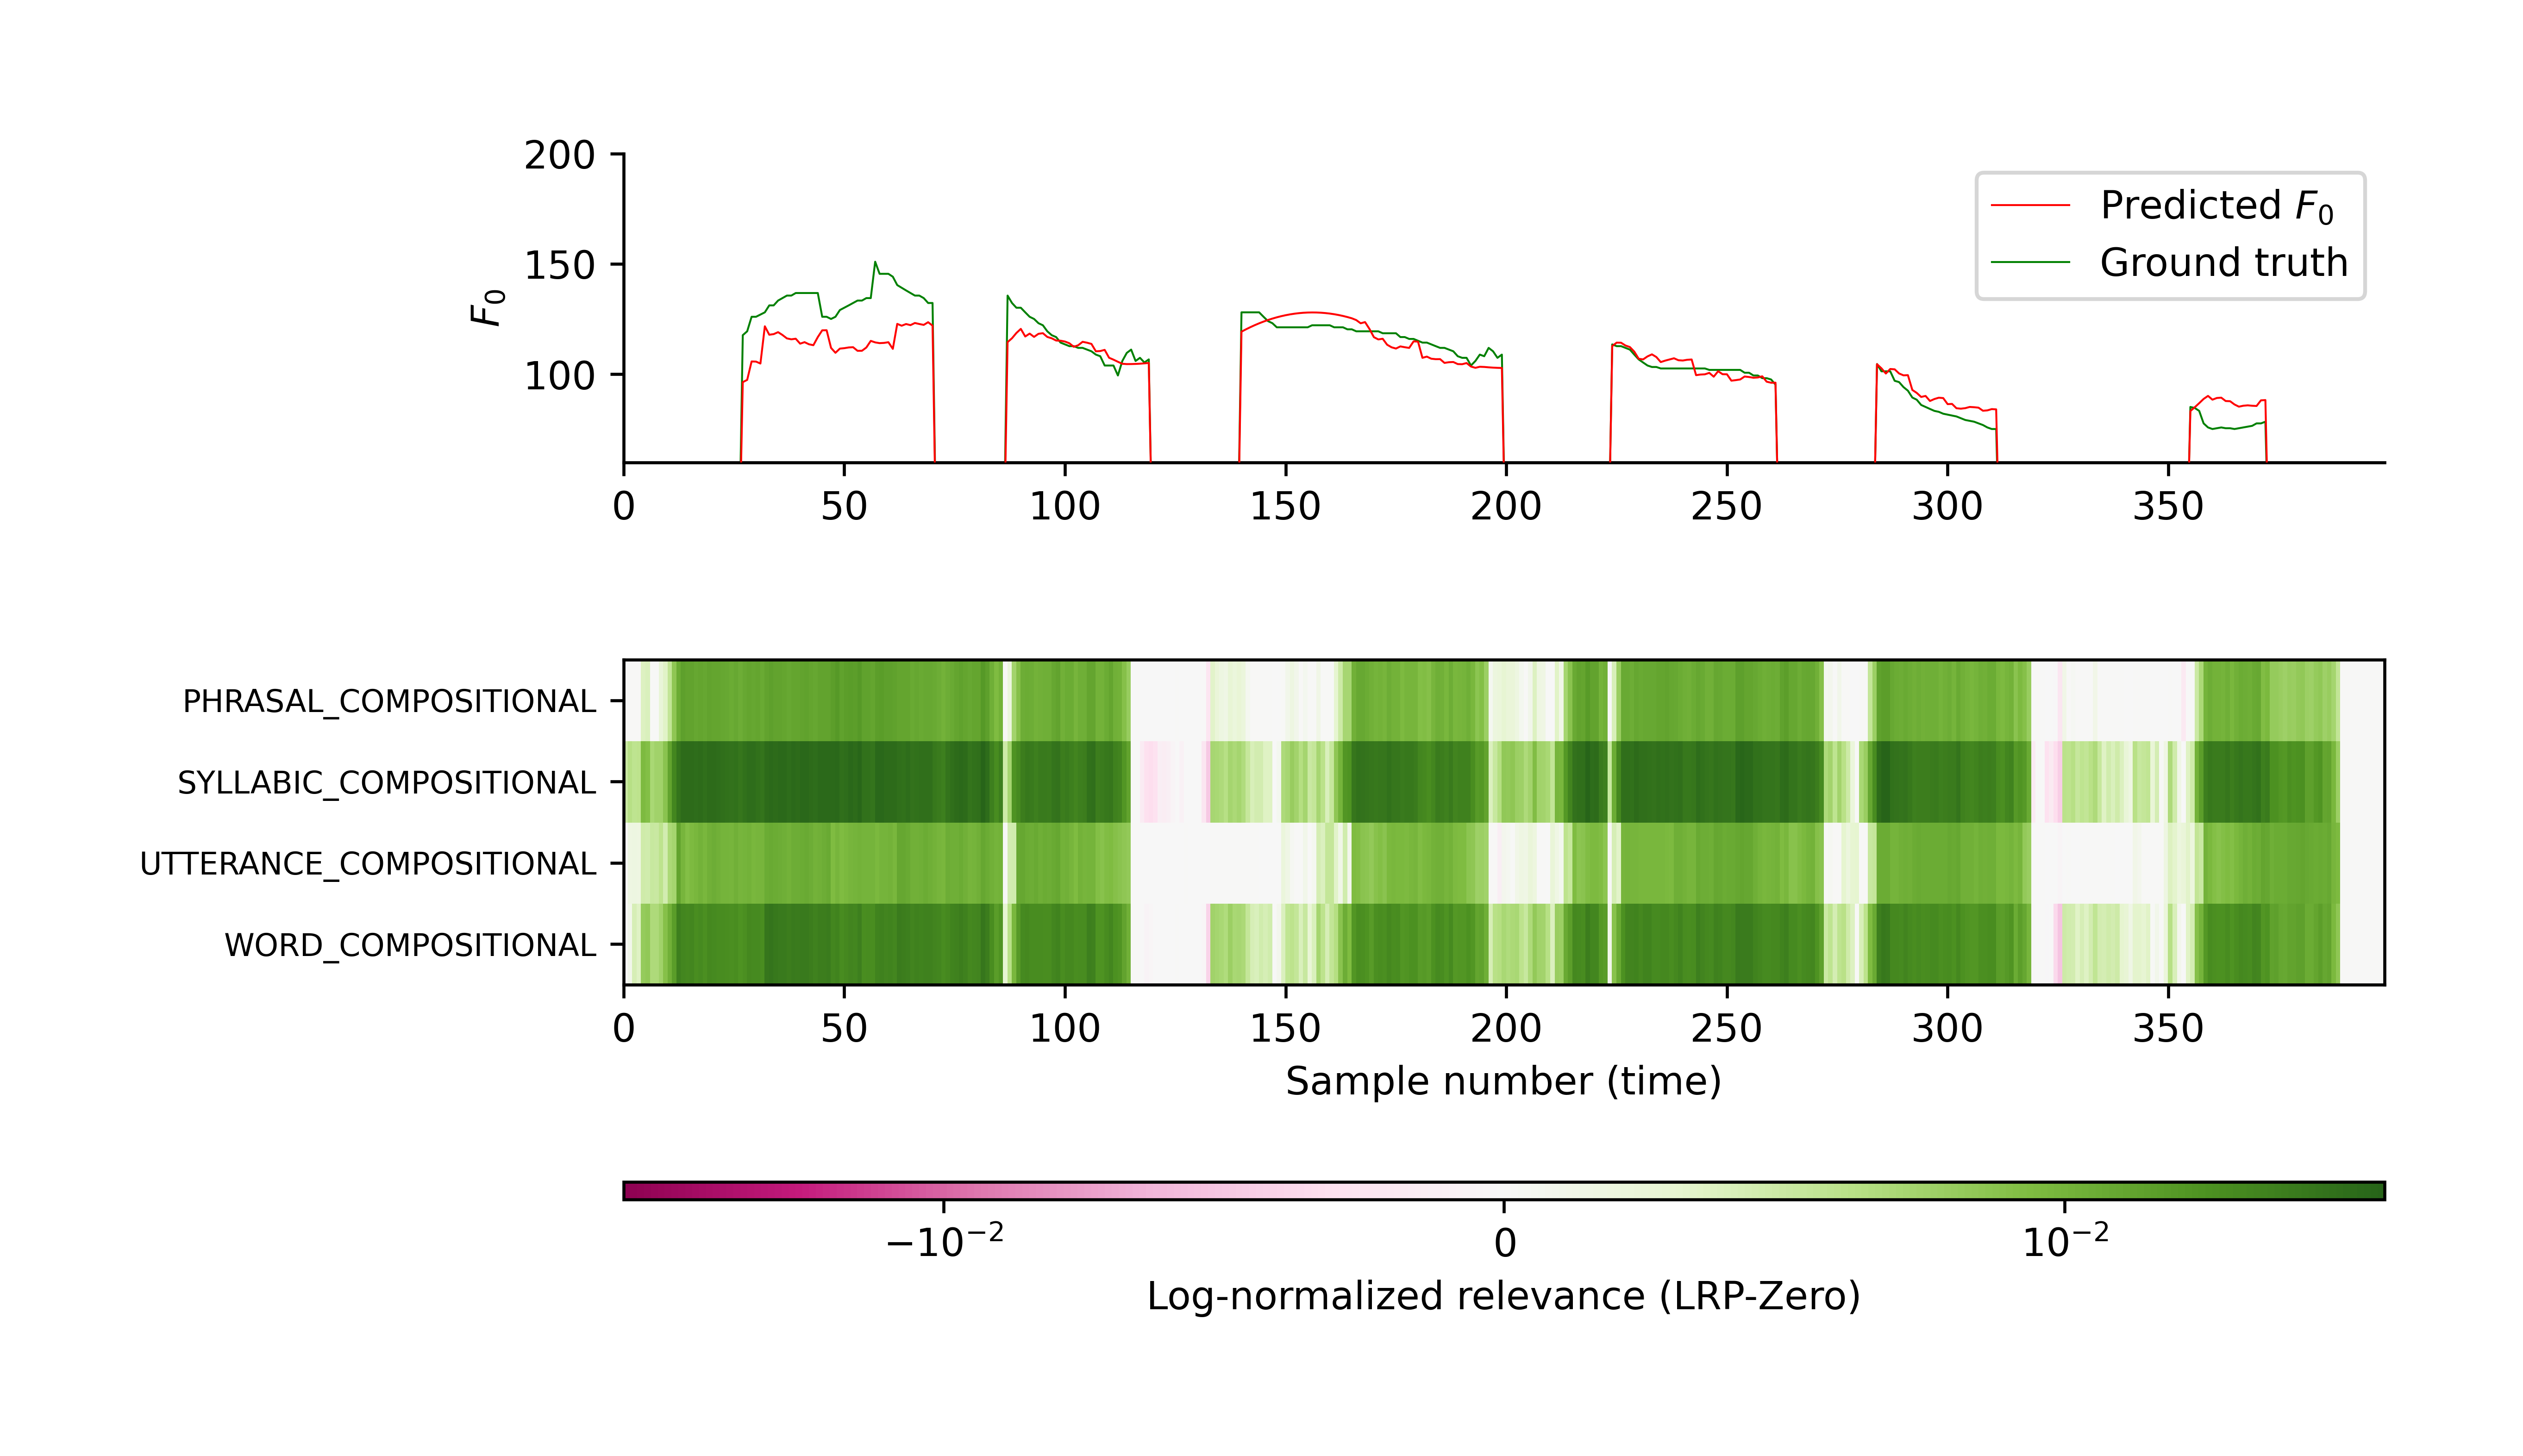 200
150
100
F₀
Predicted F₀
Ground truth
0 50 100 150 200 250 300 350
PHRASAL_COMPOSITIONAL
SYLLABIC_COMPOSITIONAL
UTTERANCE_COMPOSITIONAL
WORD_COMPOSITIONAL
0 50 100 150 200 250 300 350
Sample number (time)
−10⁻² 0 10⁻²
Log-normalized relevance (LRP-Zero)